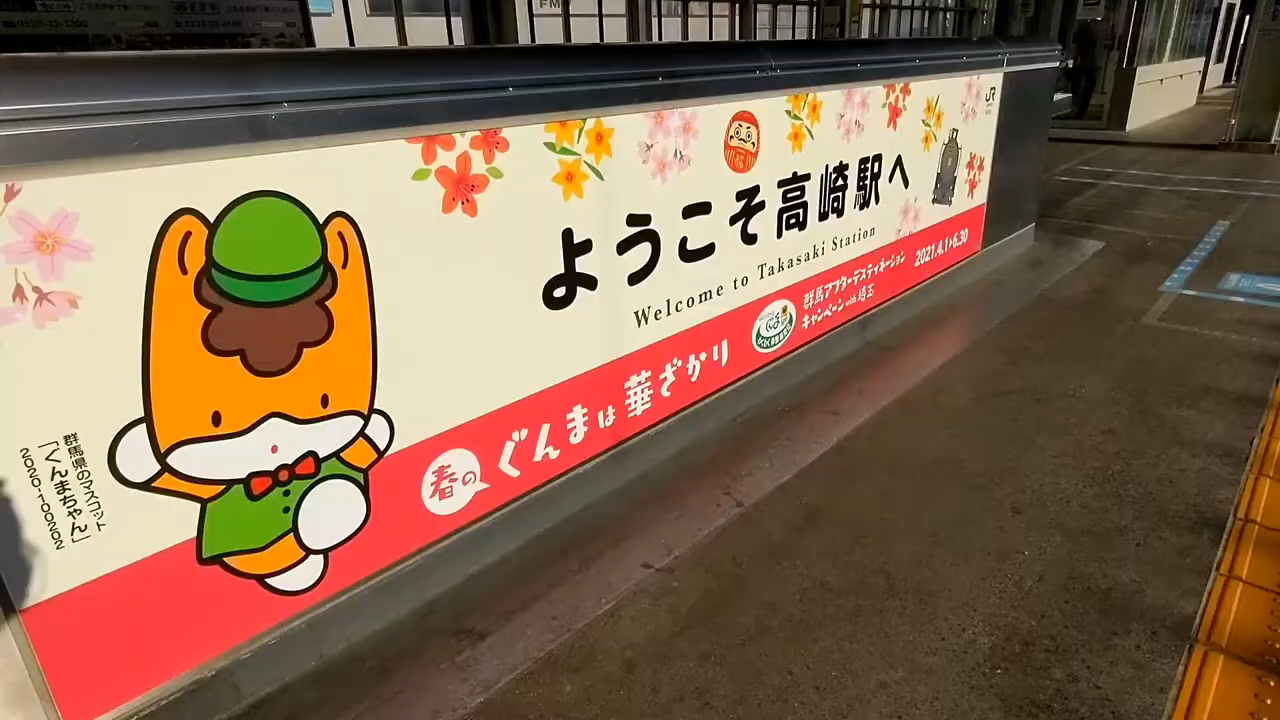 ようこそ高崎駅へ
Welcome to Takasaki Station
春の ぐんまは 華ざかり
群馬アフターデスティネーション
キャンペーン with 埼玉
2021.4.1▸6.30
JR
群馬県のマスコット
「ぐんまちゃん」
2020-100202